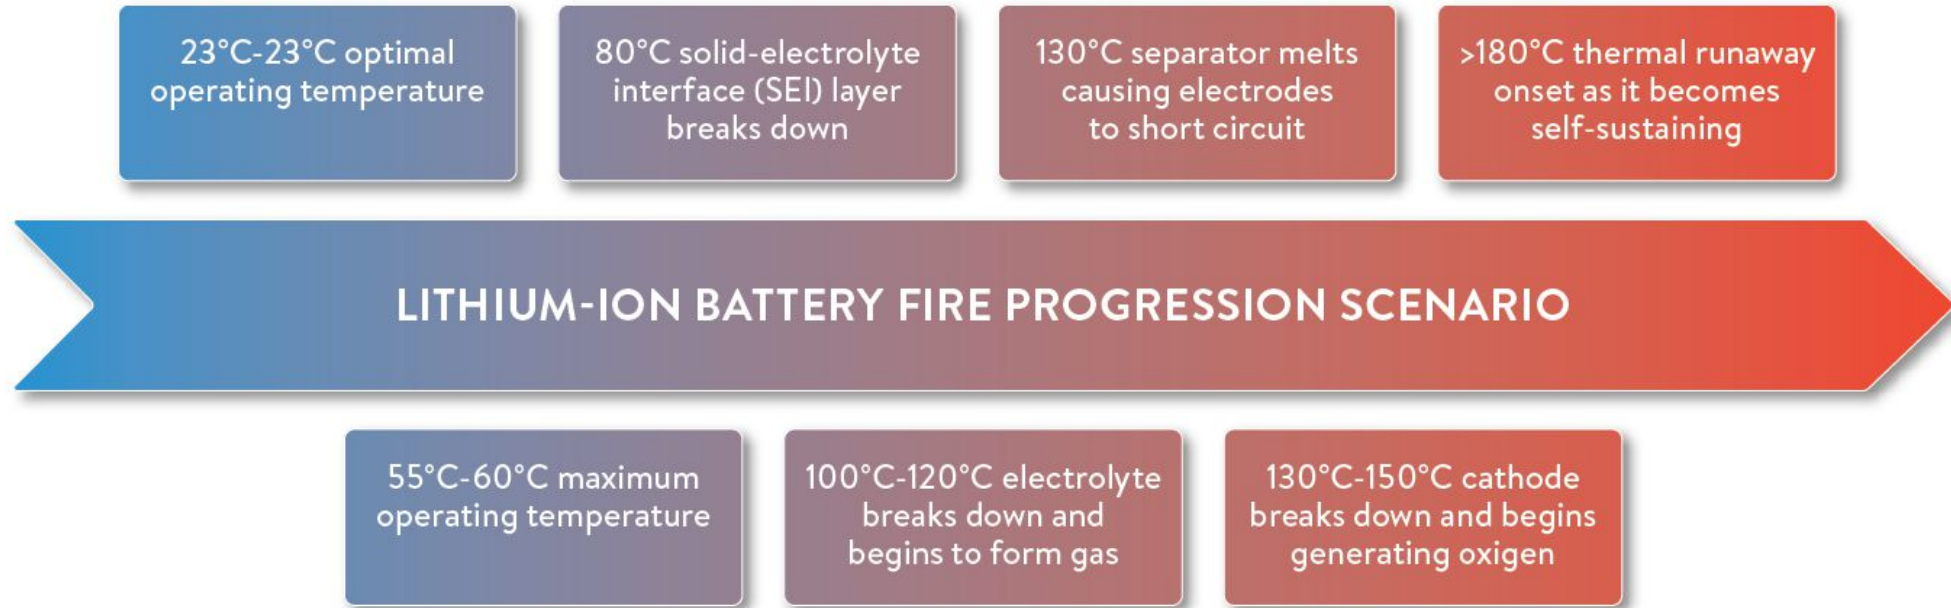 23°C-23°C optimal
operating temperature
80°C solid-electrolyte
interface (SEI) layer
breaks down
130°C separator melts
causing electrodes
to short circuit
>180°C thermal runaway
onset as it becomes
self-sustaining
LITHIUM-ION BATTERY FIRE PROGRESSION SCENARIO
55°C-60°C maximum
operating temperature
100°C-120°C electrolyte
breaks down and
begins to form gas
130°C-150°C cathode
breaks down and begins
generating oxigen